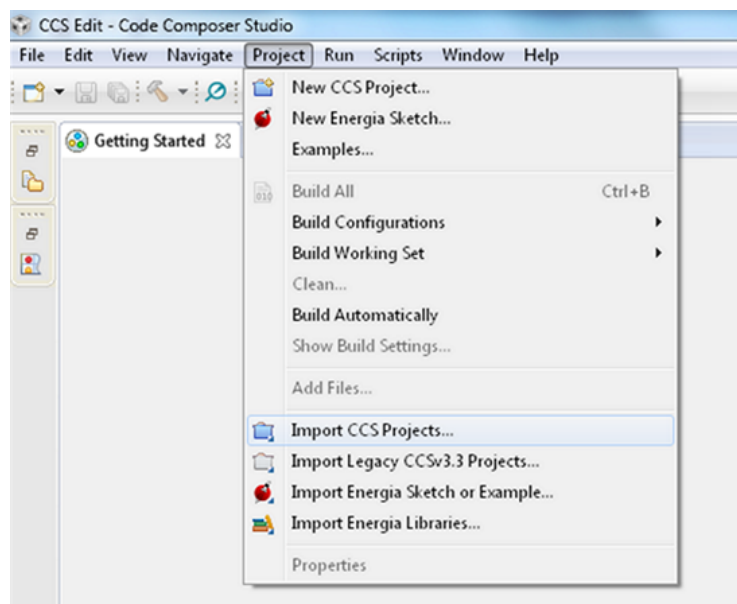 CCS Edit - Code Composer Studio
File Edit View Navigate Project Run Scripts Window Help
Getting Started
New CCS Project...
New Energia Sketch...
Examples...
010
Build All Ctrl+B
Build Configurations
Build Working Set
Clean...
Build Automatically
Show Build Settings...
Add Files...
Import CCS Projects...
Import Legacy CCSv3.3 Projects...
Import Energia Sketch or Example...
Import Energia Libraries...
Properties